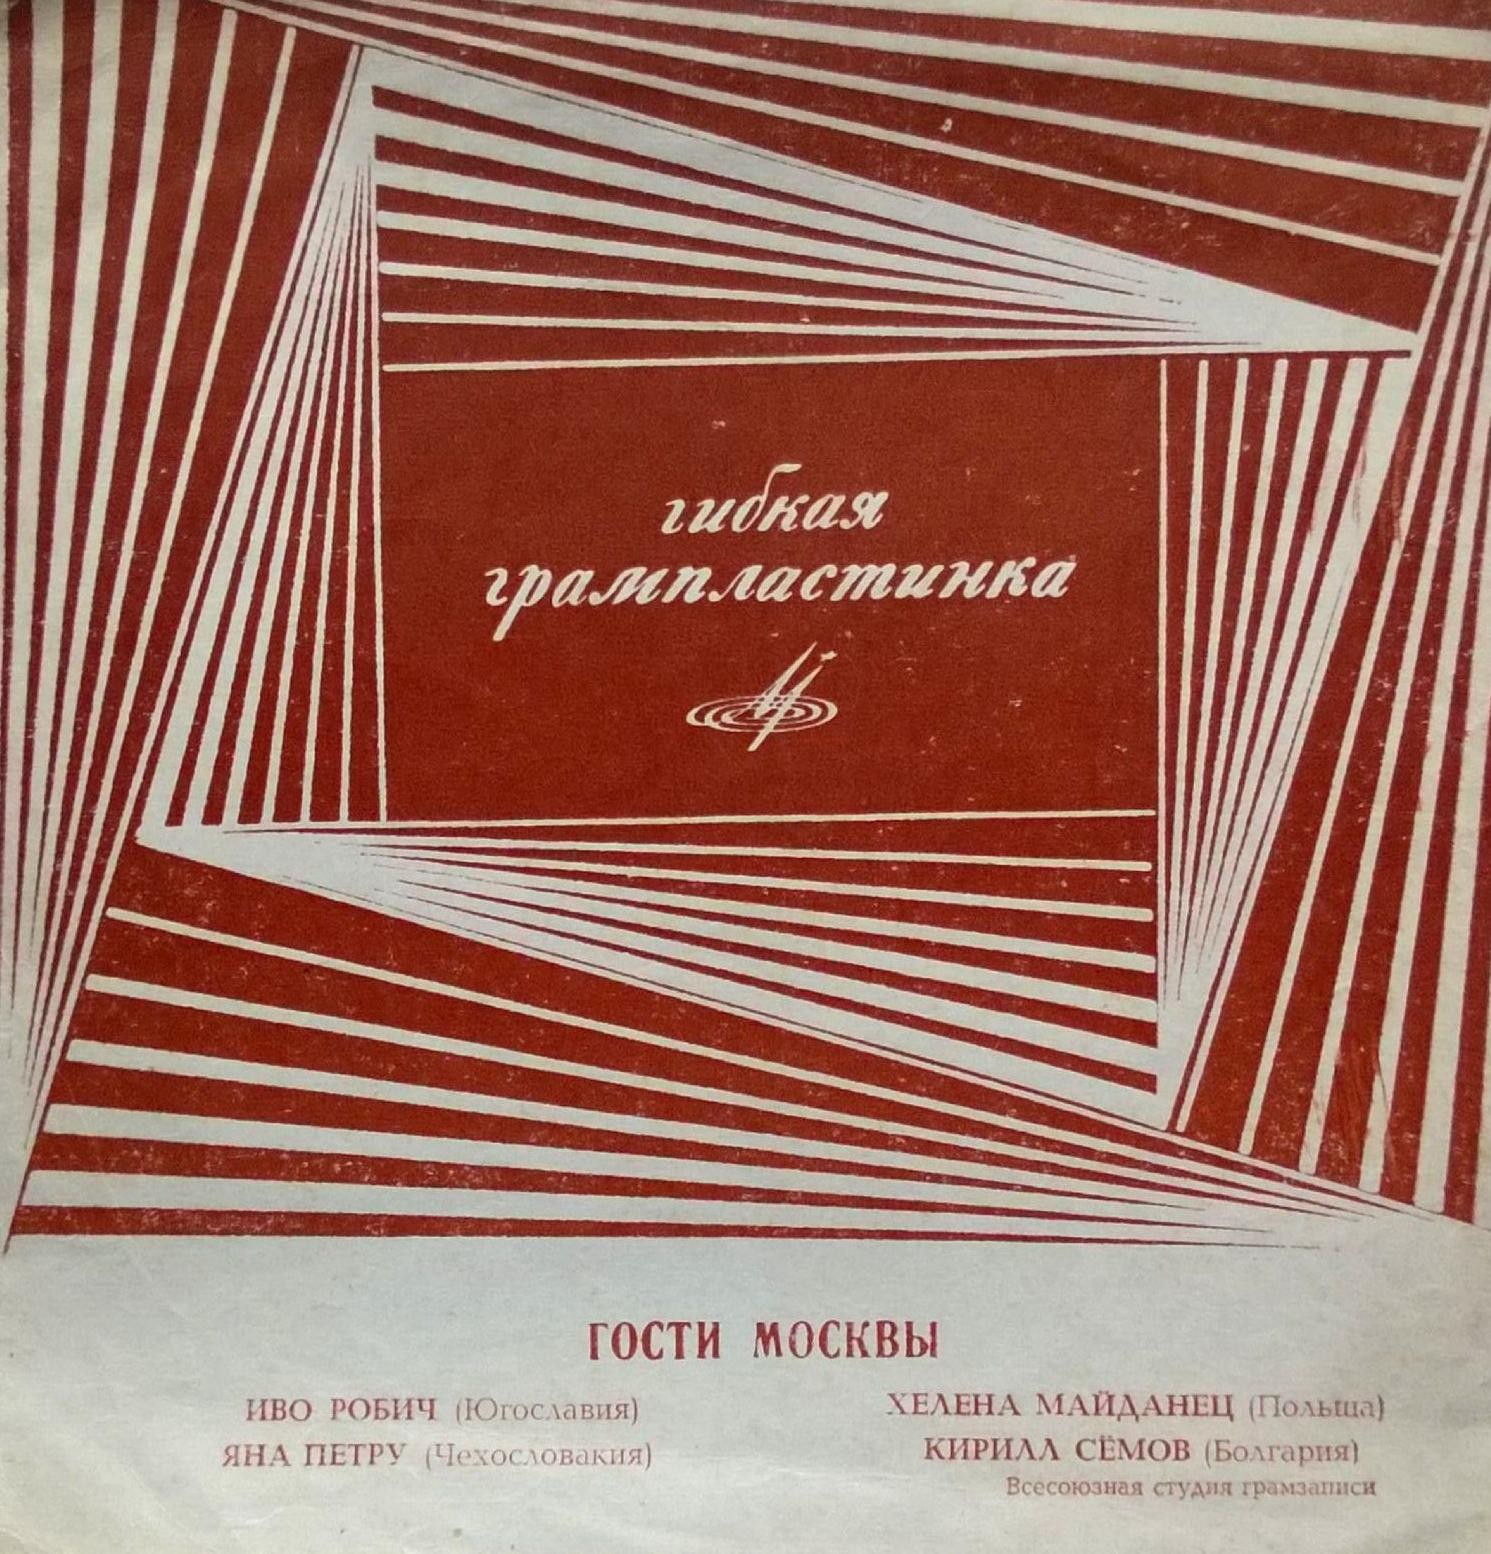 гибкая
грампластинка
ГОСТИ МОСКВЫ
ИВО РОБИЧ (Югославия)
ЯНА ПЕТРУ (Чехословакия)
ХЕЛЕНА МАЙДАНЕЦ (Польша)
КИРИЛЛ СЁМОВ (Болгария)
Всесоюзная студия грамзаписи